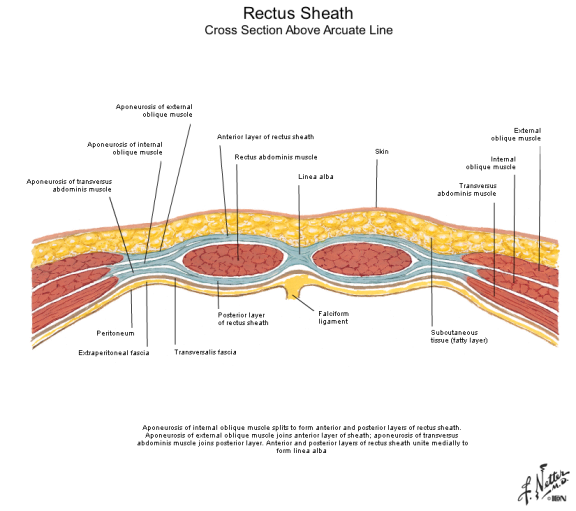 Rectus Sheath
Cross Section Above Arcuate Line
Aponeurosis of external
oblique muscle
Aponeurosis of internal
oblique muscle
Aponeurosis of transversus
abdominis muscle
Anterior layer of rectus sheath
Rectus abdominis muscle
Linea alba
Skin
External
oblique muscle
Internal
oblique muscle
Transversus
abdominis muscle
Peritoneum
Extraperitoneal fascia
Transversalis fascia
Posterior layer
of rectus sheath
Falciform
ligament
Subcutaneous
tissue (fatty layer)
Aponeurosis of internal oblique muscle splits to form anterior and posterior layers of rectus sheath.
Aponeurosis of external oblique muscle joins anterior layer of sheath; aponeurosis of transversus
abdominis muscle joins posterior layer. Anterior and posterior layers of rectus sheath unite medially to
form linea alba
F. Netter
M.D.